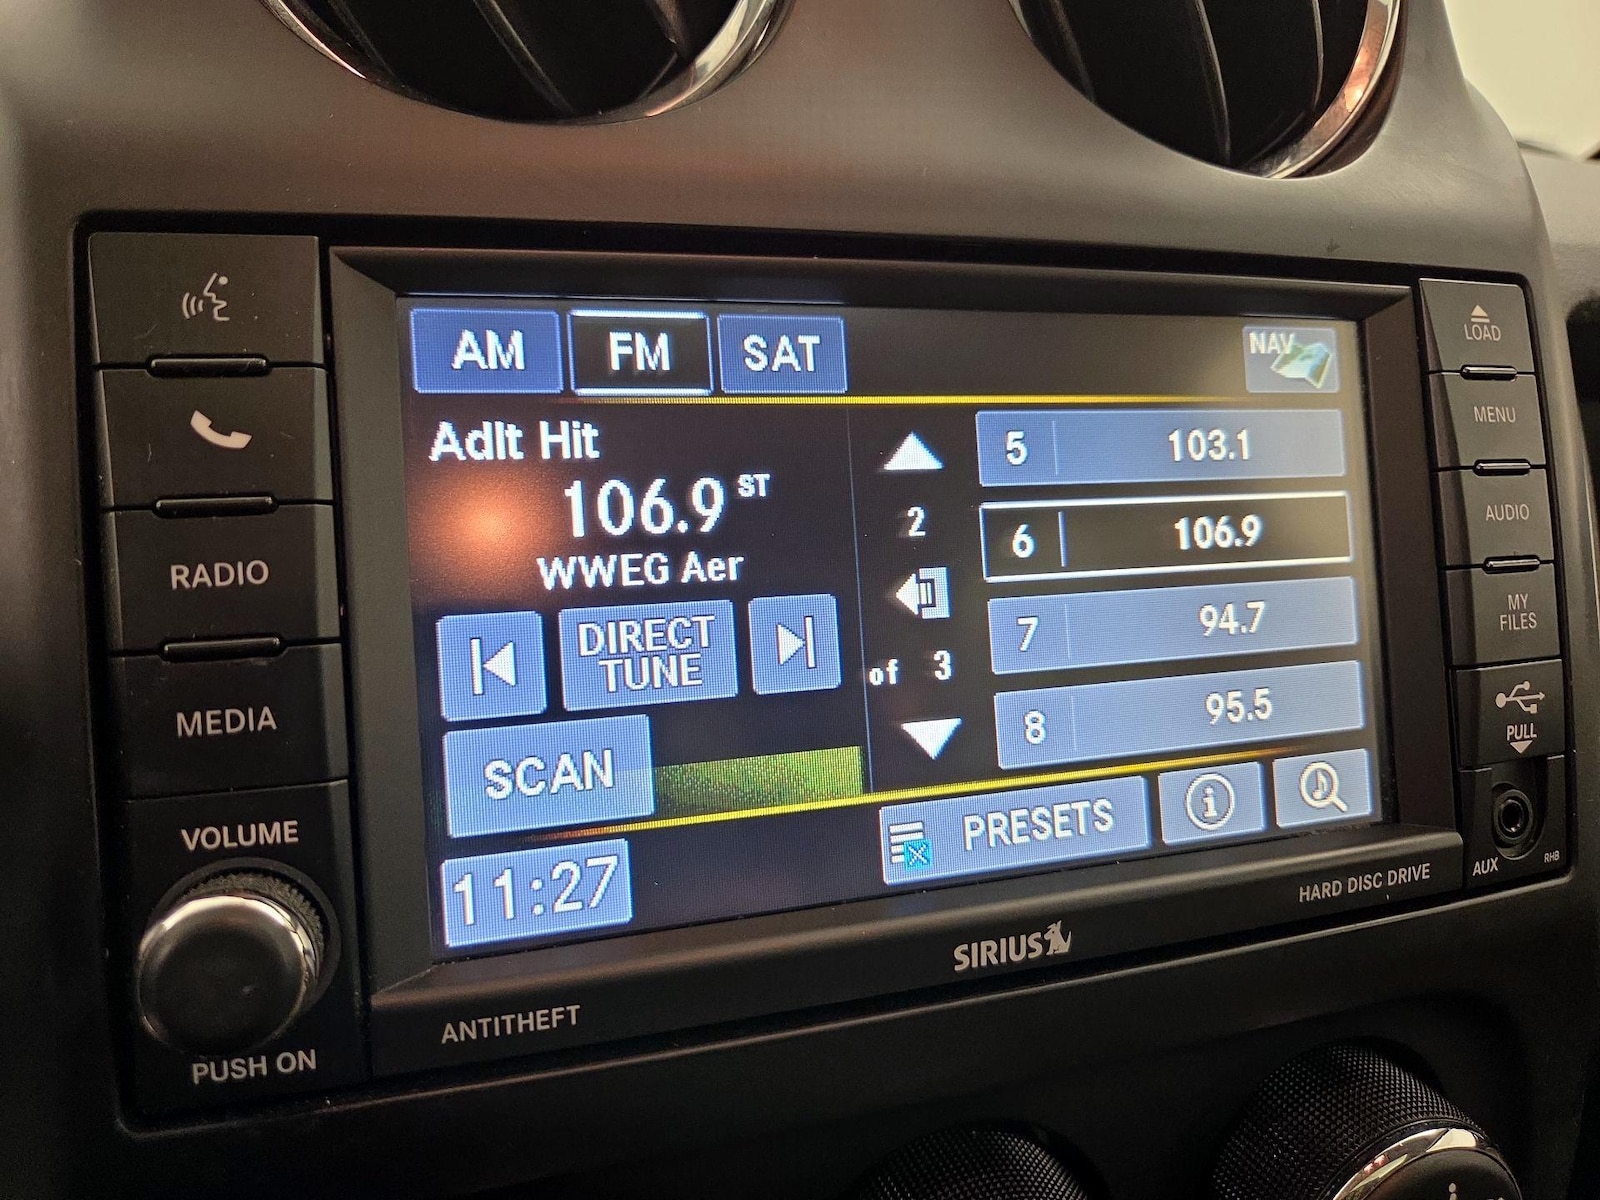 AM FM SAT NAV
Adlt Hit
106.9 ST
WWEG Aer
DIRECT
TUNE
SCAN
11:27
2
of 3
5 103.1
6 106.9
7 94.7
8 95.5
PRESETS
i
RADIO
MEDIA
VOLUME
PUSH ON
LOAD
MENU
AUDIO
MY
FILES
PULL
AUX RHB
HARD DISC DRIVE
SIRIUS
ANTITHEFT